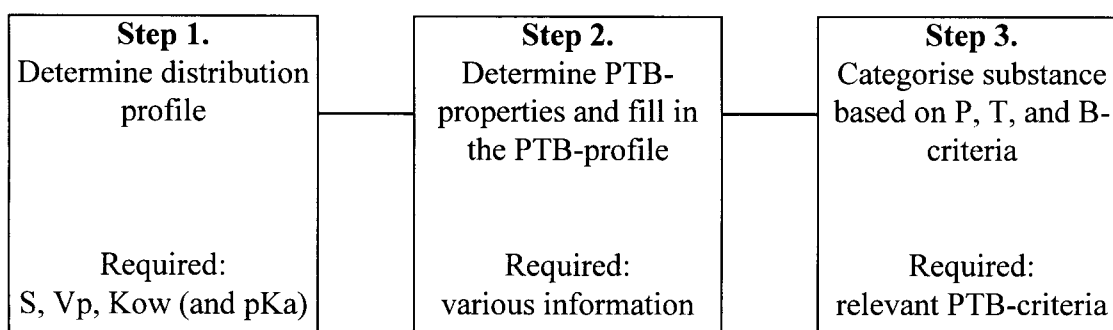 Step 1.
Determine distribution
profile
Required:
S, Vp, Kow (and pKa)
Step 2.
Determine PTB-
properties and fill in
the PTB-profile
Required:
various information
Step 3.
Categorise substance
based on P, T, and B-
criteria
Required:
relevant PTB-criteria